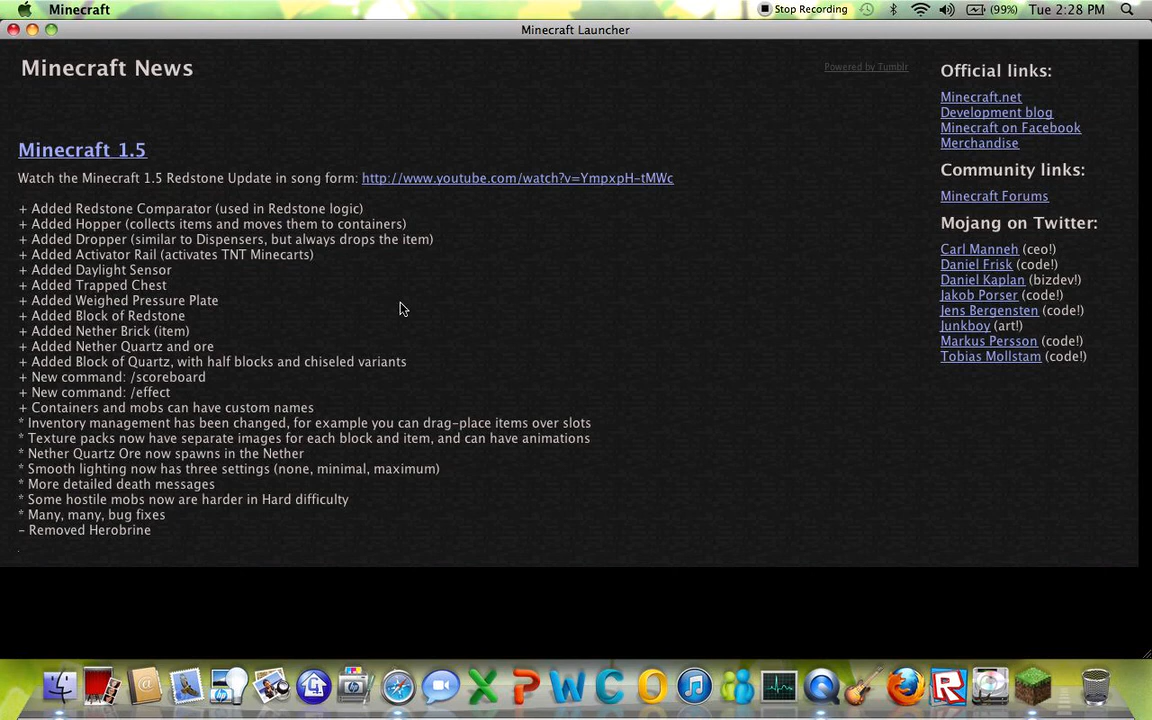 Minecraft
Stop Recording
(99%)
Tue 2:28 PM
Minecraft Launcher
Minecraft News
Powered by Tumblr
Minecraft 1.5
Watch the Minecraft 1.5 Redstone Update in song form: http://www.youtube.com/watch?v=YmpxpH-tMWc
+ Added Redstone Comparator (used in Redstone logic)
+ Added Hopper (collects items and moves them to containers)
+ Added Dropper (similar to Dispensers, but always drops the item)
+ Added Activator Rail (activates TNT Minecarts)
+ Added Daylight Sensor
+ Added Trapped Chest
+ Added Weighed Pressure Plate
+ Added Block of Redstone
+ Added Nether Brick (item)
+ Added Nether Quartz and ore
+ Added Block of Quartz, with half blocks and chiseled variants
+ New command: /scoreboard
+ New command: /effect
+ Containers and mobs can have custom names
* Inventory management has been changed, for example you can drag-place items over slots
* Texture packs now have separate images for each block and item, and can have animations
* Nether Quartz Ore now spawns in the Nether
* Smooth lighting now has three settings (none, minimal, maximum)
* More detailed death messages
* Some hostile mobs now are harder in Hard difficulty
* Many, many, bug fixes
- Removed Herobrine
Official links:
Minecraft.net
Development blog
Minecraft on Facebook
Merchandise
Community links:
Minecraft Forums
Mojang on Twitter:
Carl Manneh (ceo!)
Daniel Frisk (code!)
Daniel Kaplan (bizdev!)
Jakob Porser (code!)
Jens Bergensten (code!)
Junkboy (art!)
Markus Persson (code!)
Tobias Mollstam (code!)